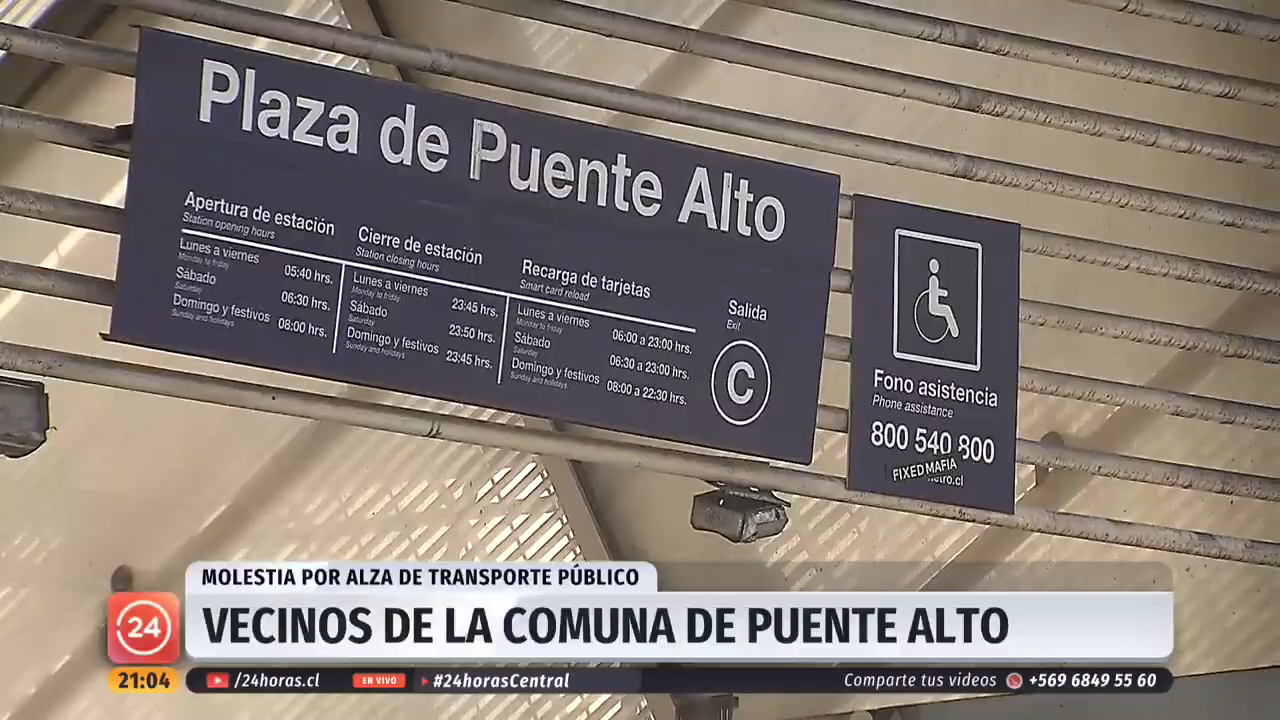 Plaza de Puente Alto
Apertura de estación
Station opening hours
Lunes a viernes 05:40 hrs.
Monday to friday
Sábado 06:30 hrs.
Saturday
Domingo y festivos 08:00 hrs.
Sunday and holidays
Cierre de estación
Station closing hours
Lunes a viernes 23:45 hrs.
Monday to friday
Sábado 23:50 hrs.
Saturday
Domingo y festivos 23:45 hrs.
Sunday and holidays
Recarga de tarjetas
Smart card reload
Lunes a viernes 06:00 a 23:00 hrs.
Monday to friday
Sábado 06:30 a 23:00 hrs.
Saturday
Domingo y festivos 08:00 a 22:30 hrs.
Sunday and holidays
Salida
Exit
C
Fono asistencia
Phone assistance
800 540 800
FIXED MAFIA
etro.cl
MOLESTIA POR ALZA DE TRANSPORTE PÚBLICO
24
VECINOS DE LA COMUNA DE PUENTE ALTO
21:04 /24horas.cl EN VIVO #24horasCentral Comparte tus videos +569 6849 55 60